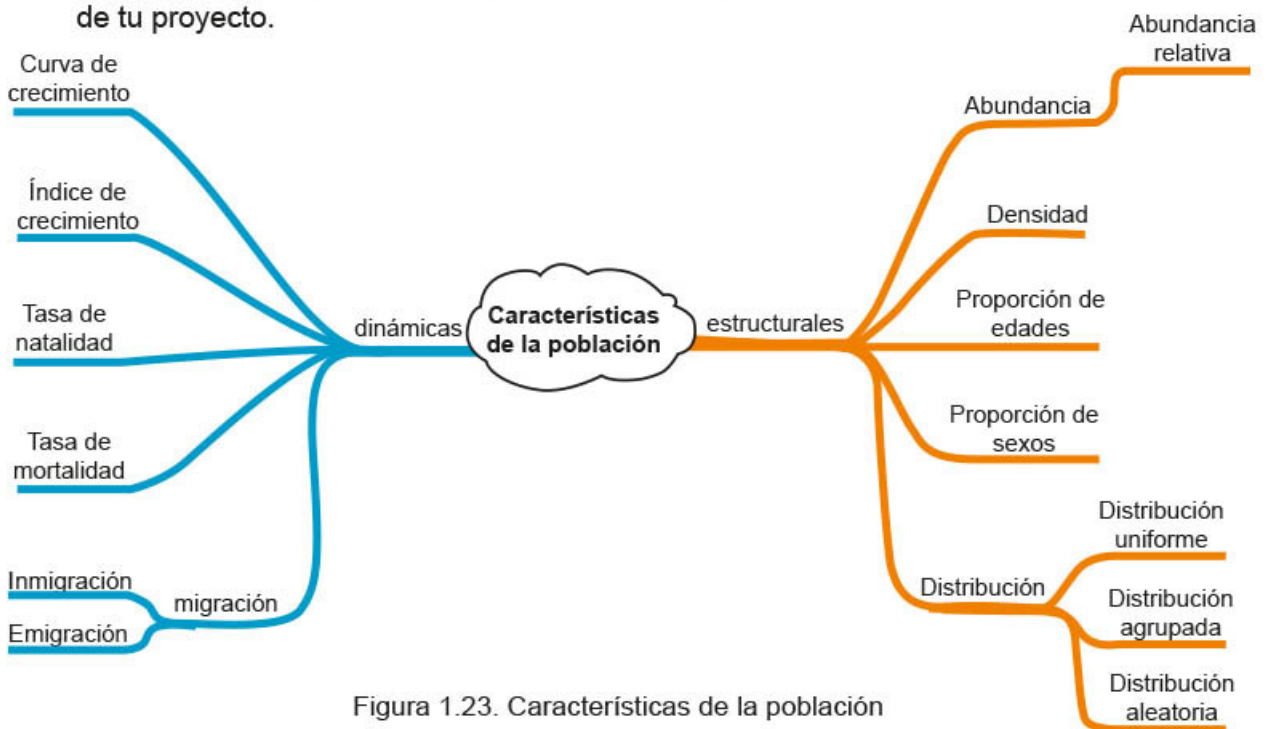 de tu proyecto.
Curva de
crecimiento
Índice de
crecimiento
Tasa de
natalidad
Tasa de
mortalidad
Inmigración
Emigración
migración
dinámicas
Características
de la población
estructurales
Abundancia
Abundancia
relativa
Densidad
Proporción de
edades
Proporción de
sexos
Distribución
Distribución
uniforme
Distribución
agrupada
Distribución
aleatoria
Figura 1.23. Características de la población